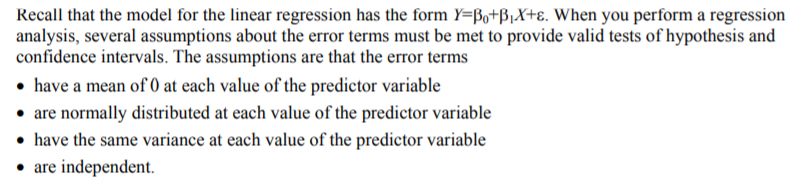 Recall that the model for the linear regression has the form Y=β₀+β₁X+ε. When you perform a regression
analysis, several assumptions about the error terms must be met to provide valid tests of hypothesis and
confidence intervals. The assumptions are that the error terms
• have a mean of 0 at each value of the predictor variable
• are normally distributed at each value of the predictor variable
• have the same variance at each value of the predictor variable
• are independent.